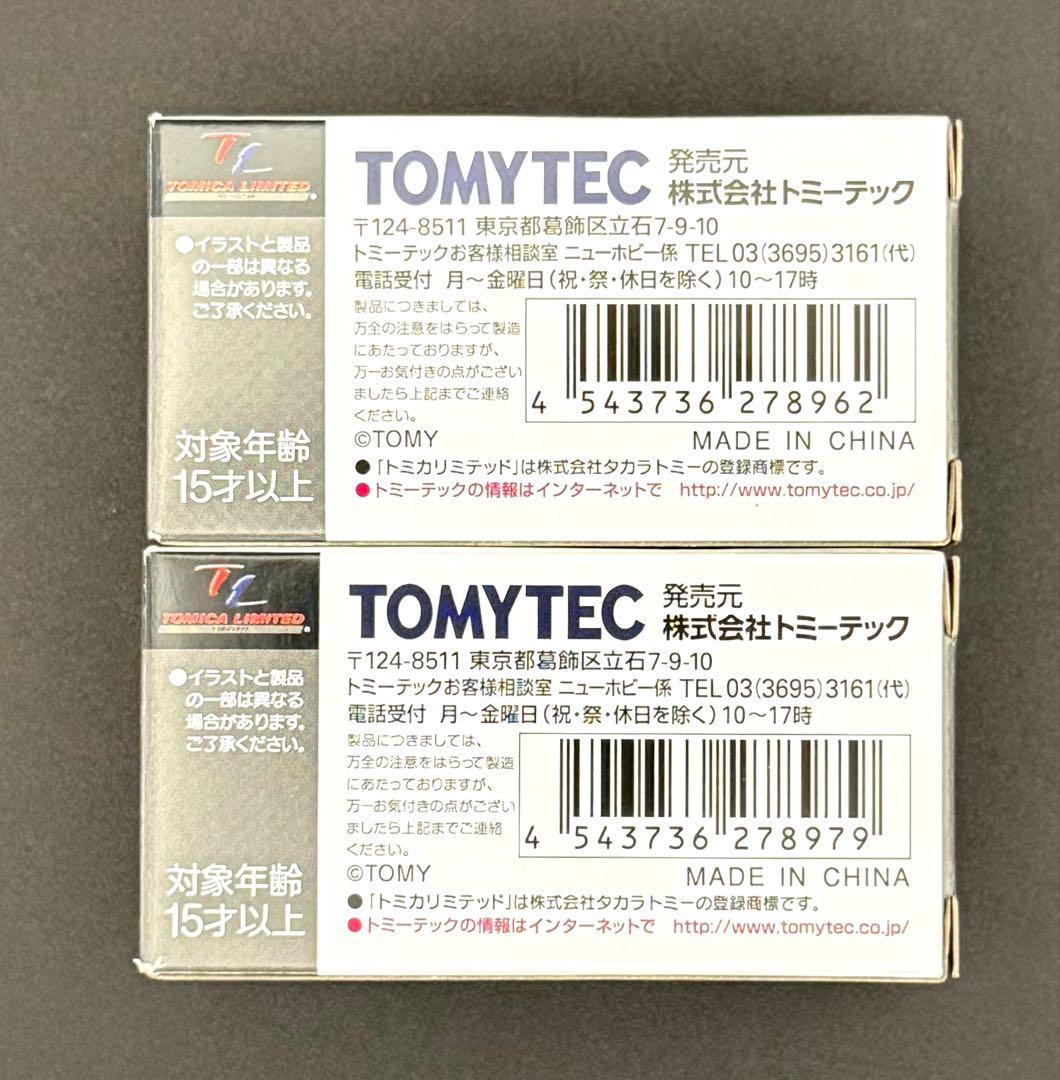 TL
TOMICA LIMITED
●イラストと製品
の一部は異なる
場合があります。
ご了承ください。
対象年齢
15才以上
TOMYTEC
発売元
株式会社トミーテック
〒124-8511 東京都葛飾区立石7-9-10
トミーテックお客様相談室 ニューホビー係 TEL 03(3695)3161(代)
電話受付 月〜金曜日(祝・祭・休日を除く)10〜17時
製品につきましては、
万全の注意をはらって製造
にあたっておりますが、
万一お気付きの点がござい
ましたら上記までご連絡
ください。
4 543736 278962
©TOMY
MADE IN CHINA
●「トミカリミテッド」は株式会社タカラトミーの登録商標です。
●トミーテックの情報はインターネットで http://www.tomytec.co.jp/
TL
TOMICA LIMITED
●イラストと製品
の一部は異なる
場合があります。
ご了承ください。
対象年齢
15才以上
TOMYTEC
発売元
株式会社トミーテック
〒124-8511 東京都葛飾区立石7-9-10
トミーテックお客様相談室 ニューホビー係 TEL 03(3695)3161(代)
電話受付 月〜金曜日(祝・祭・休日を除く)10〜17時
製品につきましては、
万全の注意をはらって製造
にあたっておりますが、
万一お気付きの点がござい
ましたら上記までご連絡
ください。
4 543736 278979
©TOMY
MADE IN CHINA
●「トミカリミテッド」は株式会社タカラトミーの登録商標です。
●トミーテックの情報はインターネットで http://www.tomytec.co.jp/